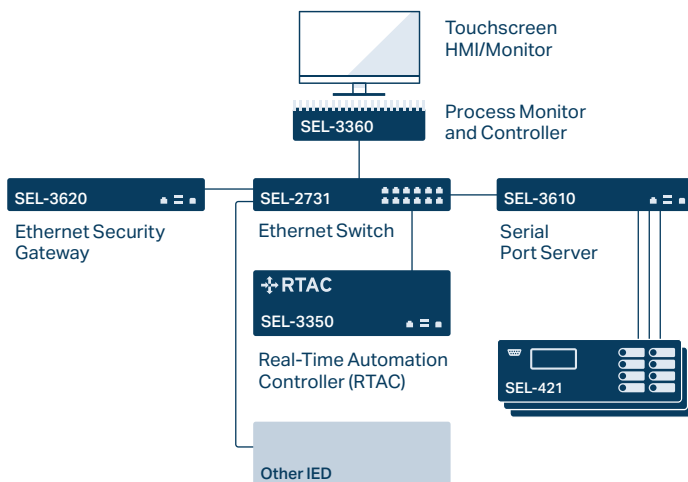 Touchscreen
HMI/Monitor
SEL-3360
Process Monitor
and Controller
SEL-3620
Ethernet Security
Gateway
SEL-2731
Ethernet Switch
SEL-3610
Serial
Port Server
RTAC
SEL-3350
Real-Time Automation
Controller (RTAC)
SEL-421
Other IED